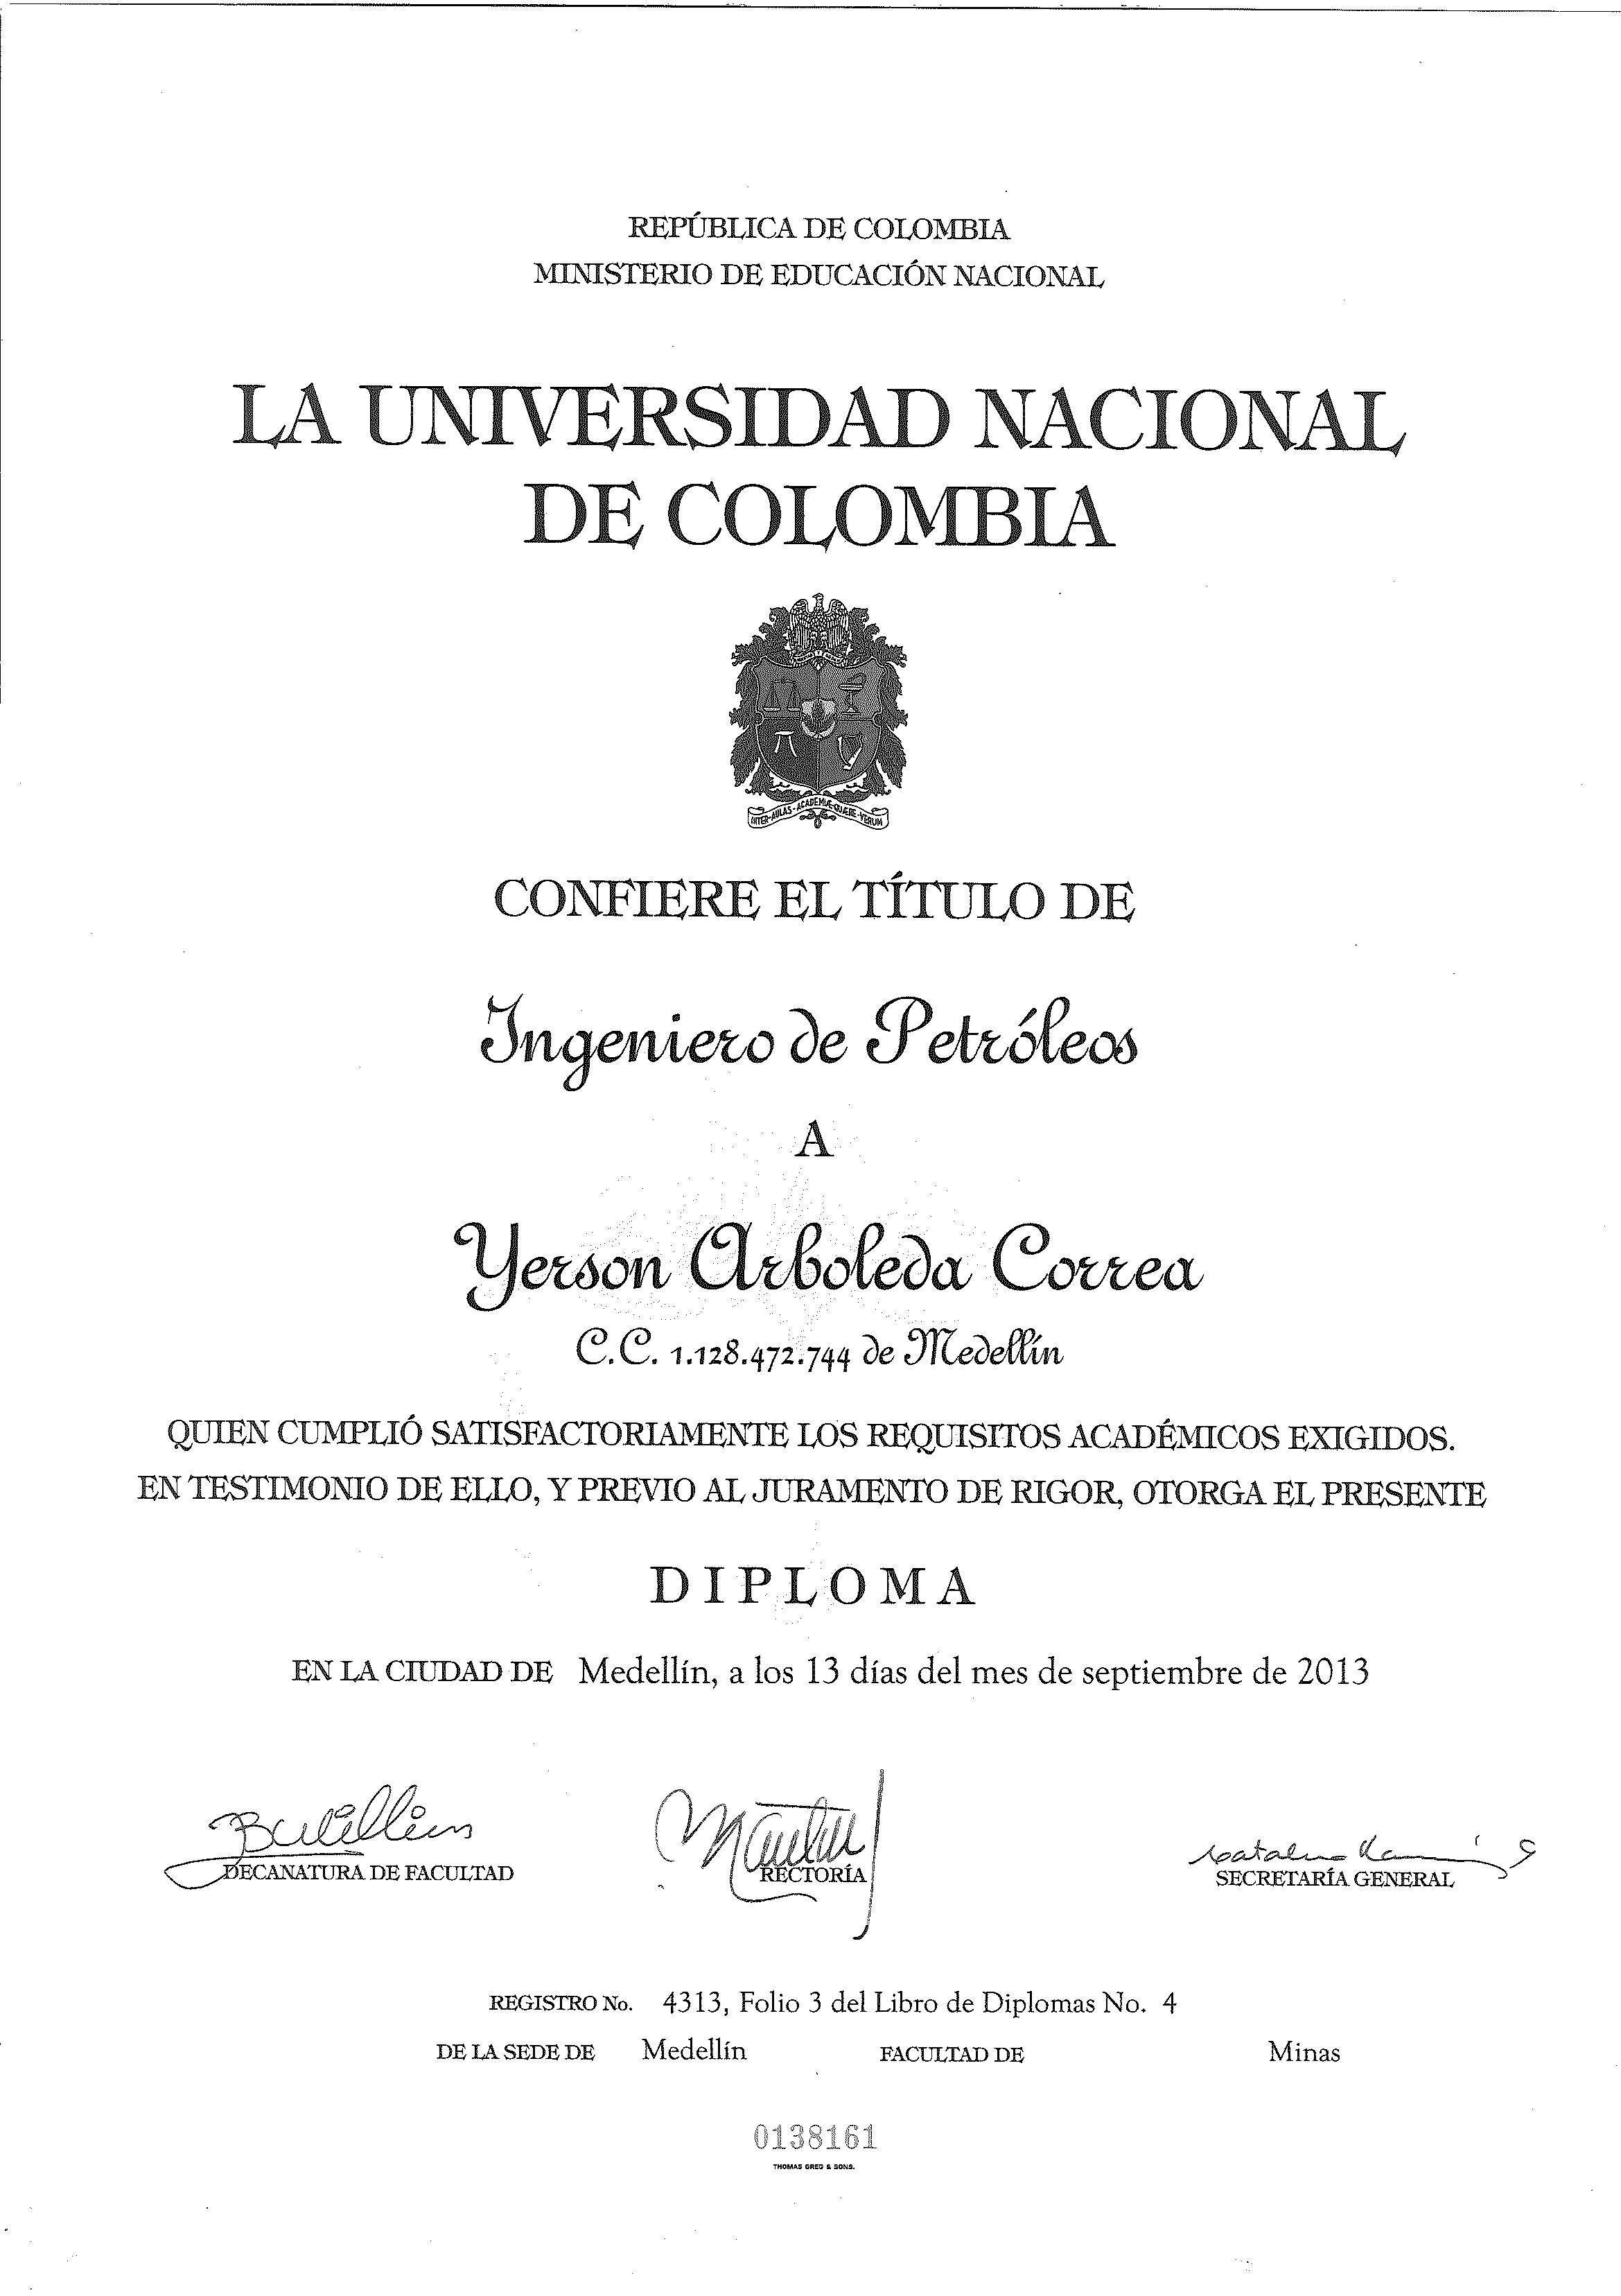 REPÚBLICA DE COLOMBIA
MINISTERIO DE EDUCACIÓN NACIONAL
LA UNIVERSIDAD NACIONAL
DE COLOMBIA
INTER-AULAS-ACADEMIÆ-QUÆRE-VERUM
CONFIERE EL TÍTULO DE
Ingeniero de Petróleos
A
Yerson Arboleda Correa
C.C. 1.128.472.744 de Medellín
QUIEN CUMPLIÓ SATISFACTORIAMENTE LOS REQUISITOS ACADÉMICOS EXIGIDOS.
EN TESTIMONIO DE ELLO, Y PREVIO AL JURAMENTO DE RIGOR, OTORGA EL PRESENTE
DIPLOMA
EN LA CIUDAD DE Medellín, a los 13 días del mes de septiembre de 2013
DECANATURA DE FACULTAD RECTORÍA SECRETARÍA GENERAL
REGISTRO No. 4313, Folio 3 del Libro de Diplomas No. 4
DE LA SEDE DE Medellín FACULTAD DE Minas
0138161
THOMAS GREG & SONS.